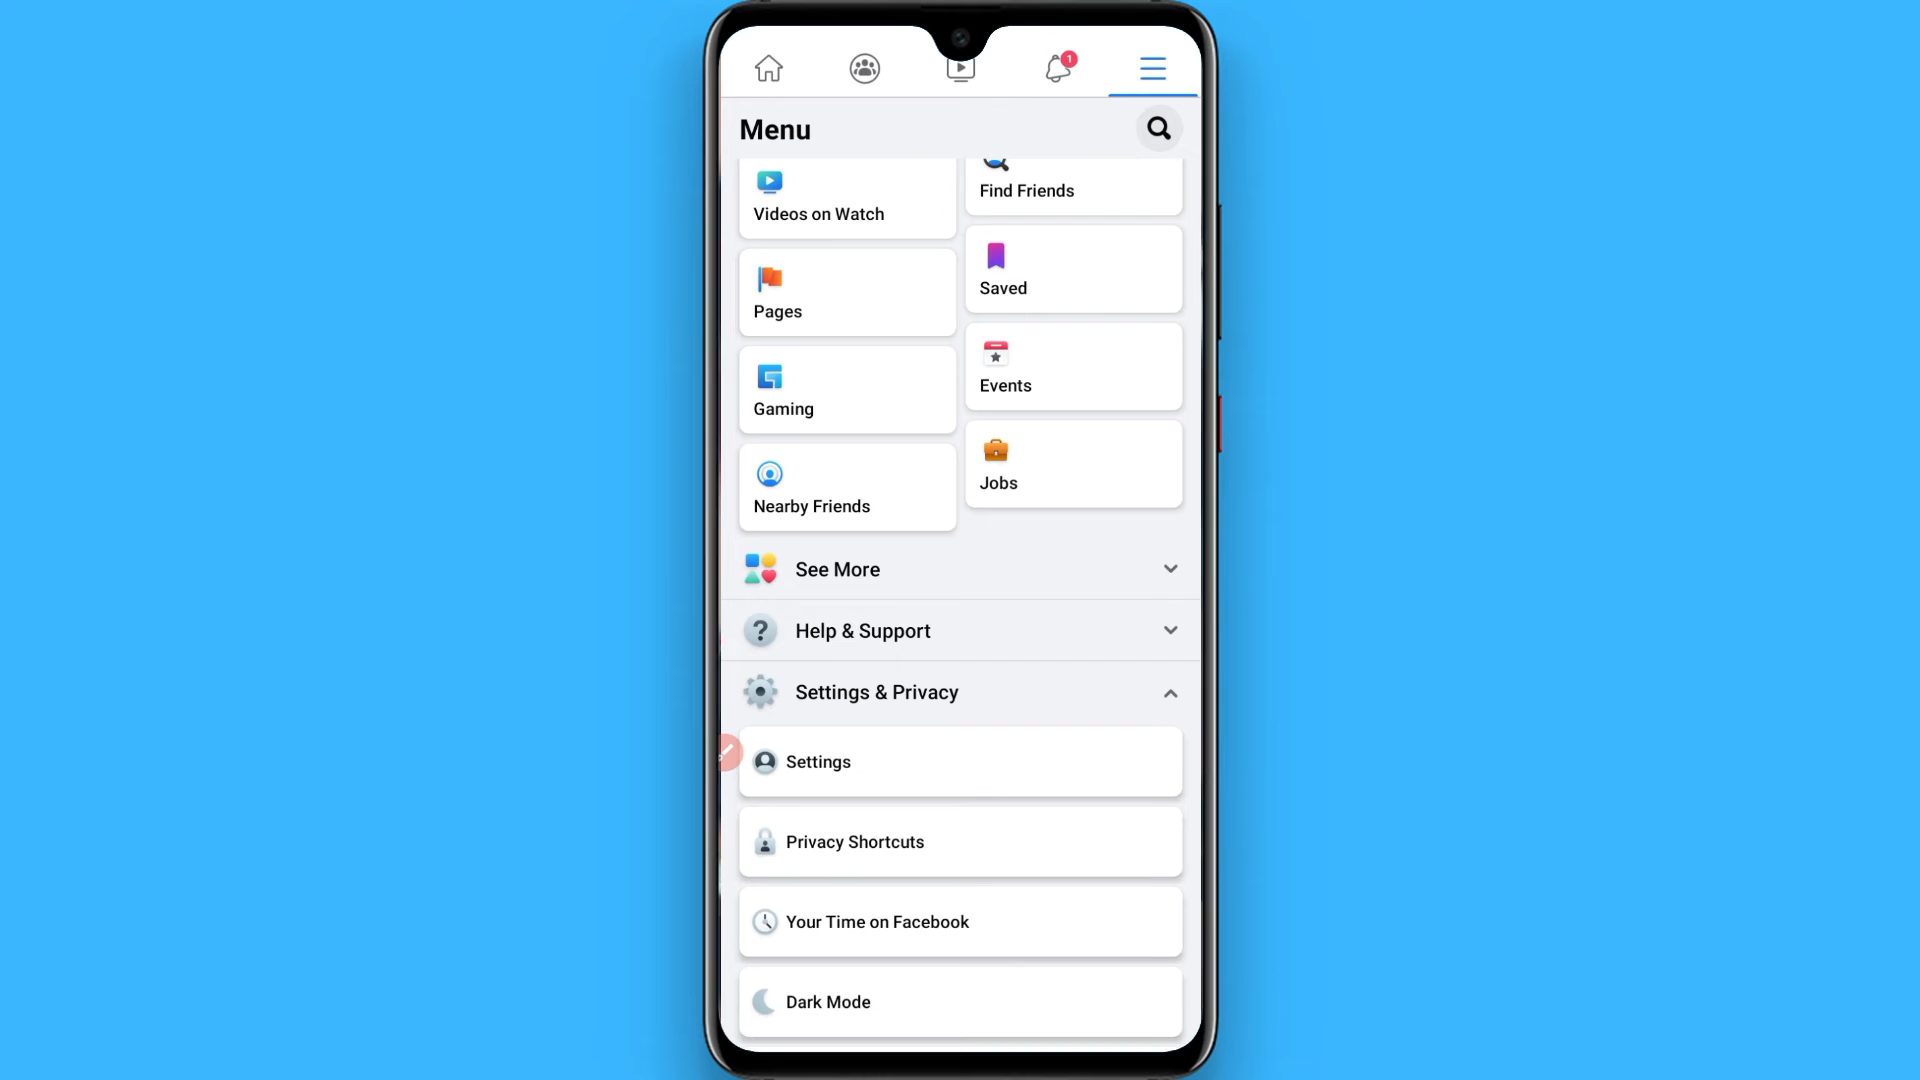 1
Menu
Videos on Watch
Find Friends
Saved
Pages
Events
Gaming
Jobs
Nearby Friends
See More
?
Help & Support
Settings & Privacy
Settings
Privacy Shortcuts
Your Time on Facebook
Dark Mode